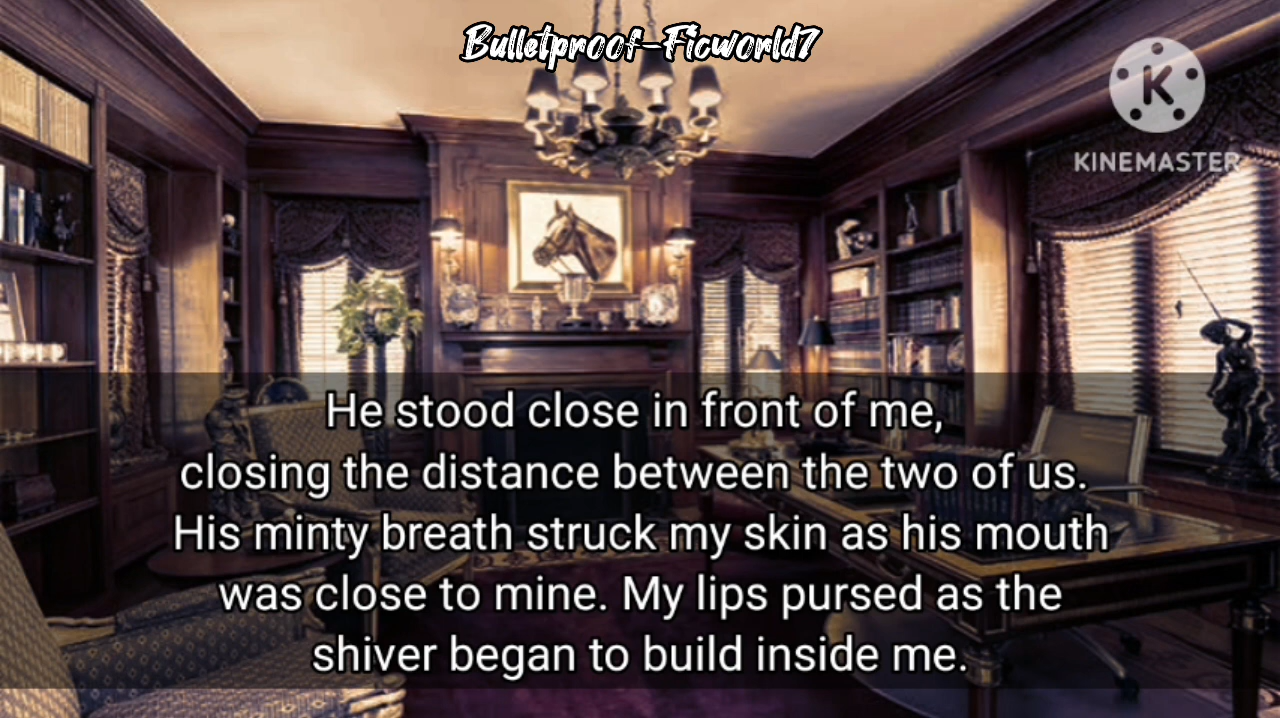 Bulletproof-Ficworld7
K
KINEMASTER
He stood close in front of me,
closing the distance between the two of us.
His minty breath struck my skin as his mouth
was close to mine. My lips pursed as the
shiver began to build inside me.